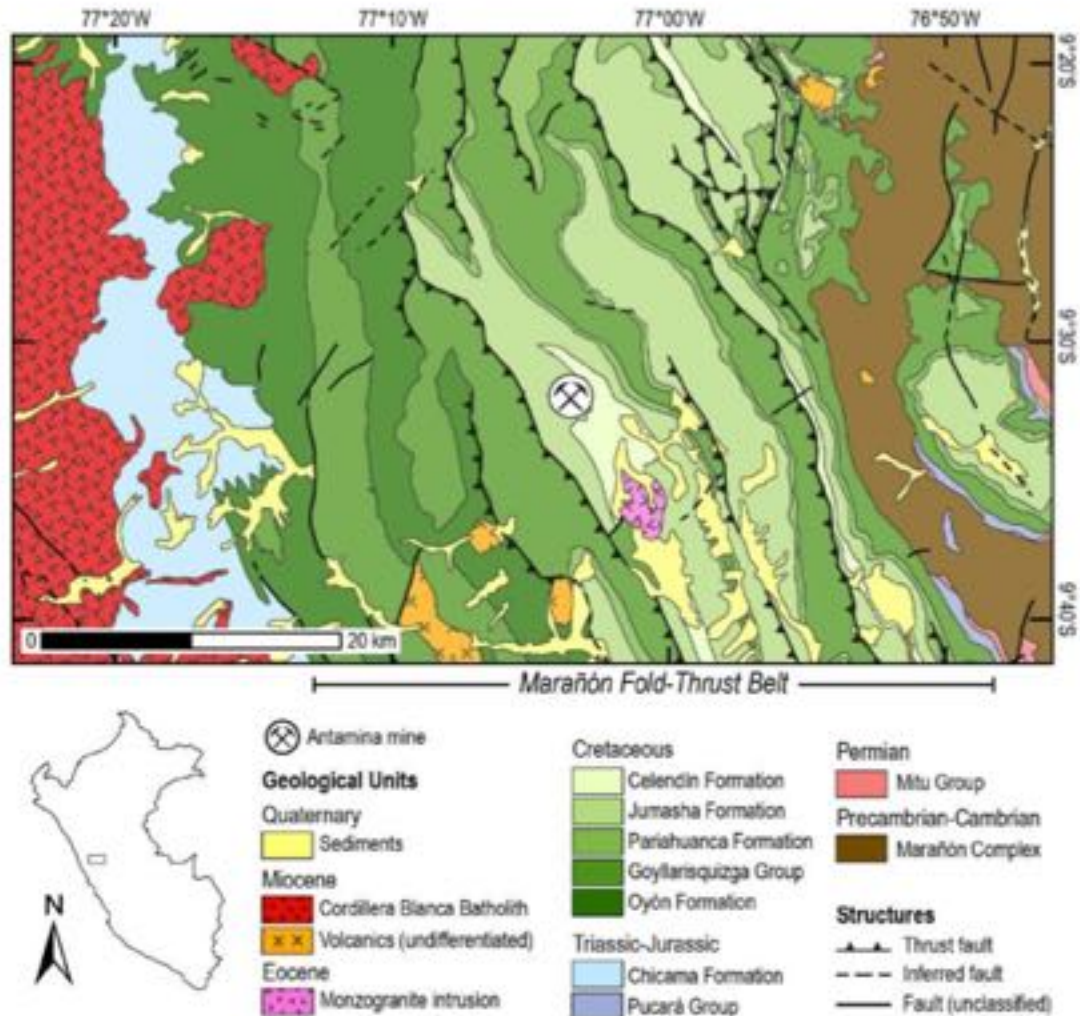 77°20'W 77°10'W 77°00'W 76°50'W
9°20'S
9°30'S
9°40'S
0 20 km
Marañón Fold-Thrust Belt
Antamina mine
Geological Units
Quaternary
Sediments
Miocene
Cordillera Blanca Batholith
Volcanics (undifferentiated)
Eocene
Monzogranite intrusion
N
Cretaceous
Celendín Formation
Jumasha Formation
Pariahuanca Formation
Goyllarisquizga Group
Oyón Formation
Triassic-Jurassic
Chicama Formation
Pucará Group
Permian
Mitu Group
Precambrian-Cambrian
Marañón Complex
Structures
Thrust fault
Inferred fault
Fault (unclassified)